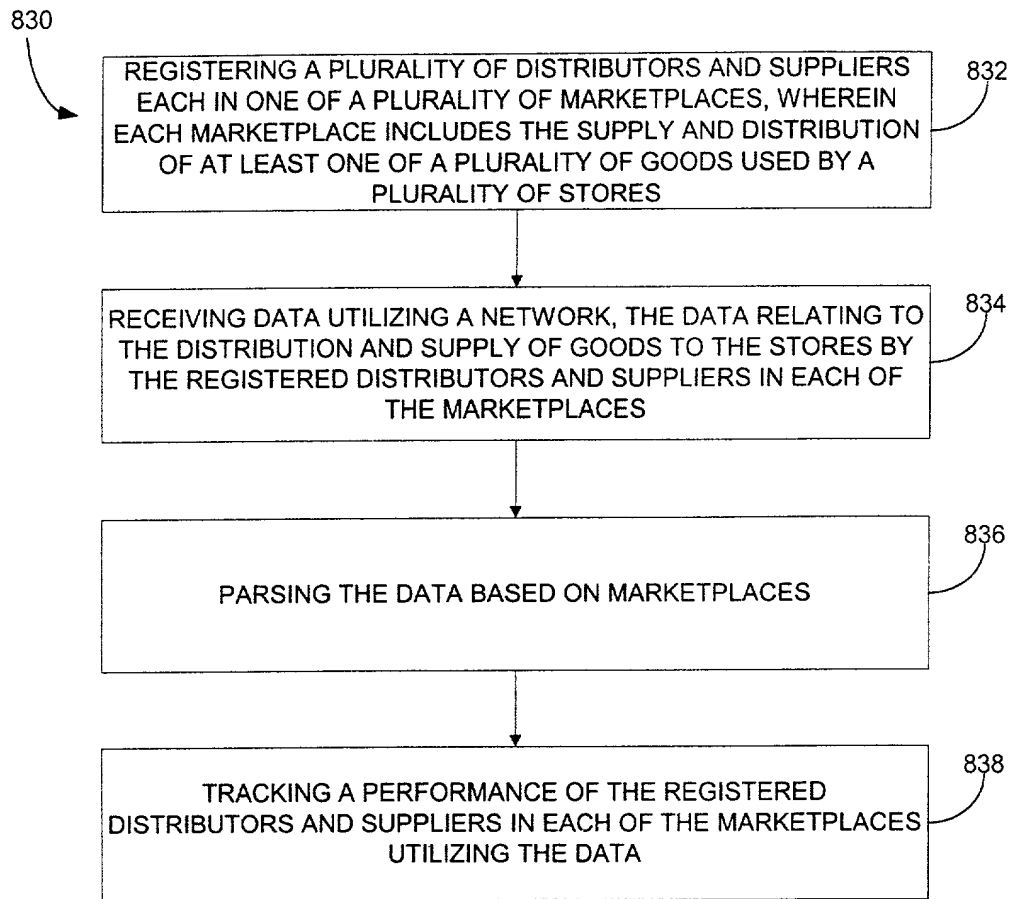 830
REGISTERING A PLURALITY OF DISTRIBUTORS AND SUPPLIERS
EACH IN ONE OF A PLURALITY OF MARKETPLACES, WHEREIN
EACH MARKETPLACE INCLUDES THE SUPPLY AND DISTRIBUTION
OF AT LEAST ONE OF A PLURALITY OF GOODS USED BY A
PLURALITY OF STORES
832
RECEIVING DATA UTILIZING A NETWORK, THE DATA RELATING TO
THE DISTRIBUTION AND SUPPLY OF GOODS TO THE STORES BY
THE REGISTERED DISTRIBUTORS AND SUPPLIERS IN EACH OF
THE MARKETPLACES
834
PARSING THE DATA BASED ON MARKETPLACES
836
TRACKING A PERFORMANCE OF THE REGISTERED
DISTRIBUTORS AND SUPPLIERS IN EACH OF THE MARKETPLACES
UTILIZING THE DATA
838